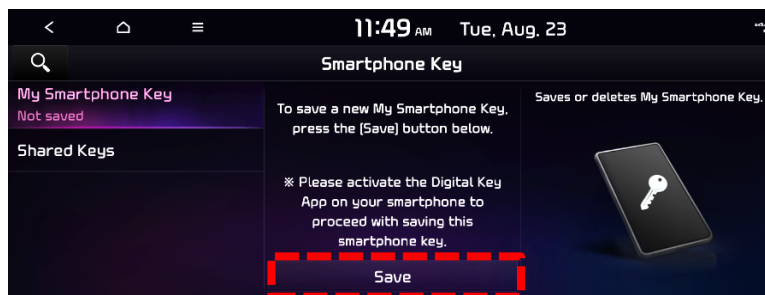 11:49 AM Tue, Aug. 23
Smartphone Key
My Smartphone Key
Not saved
Shared Keys
To save a new My Smartphone Key,
press the [Save] button below.
※ Please activate the Digital Key
App on your smartphone to
proceed with saving this
smartphone key.
Save
Saves or deletes My Smartphone Key.